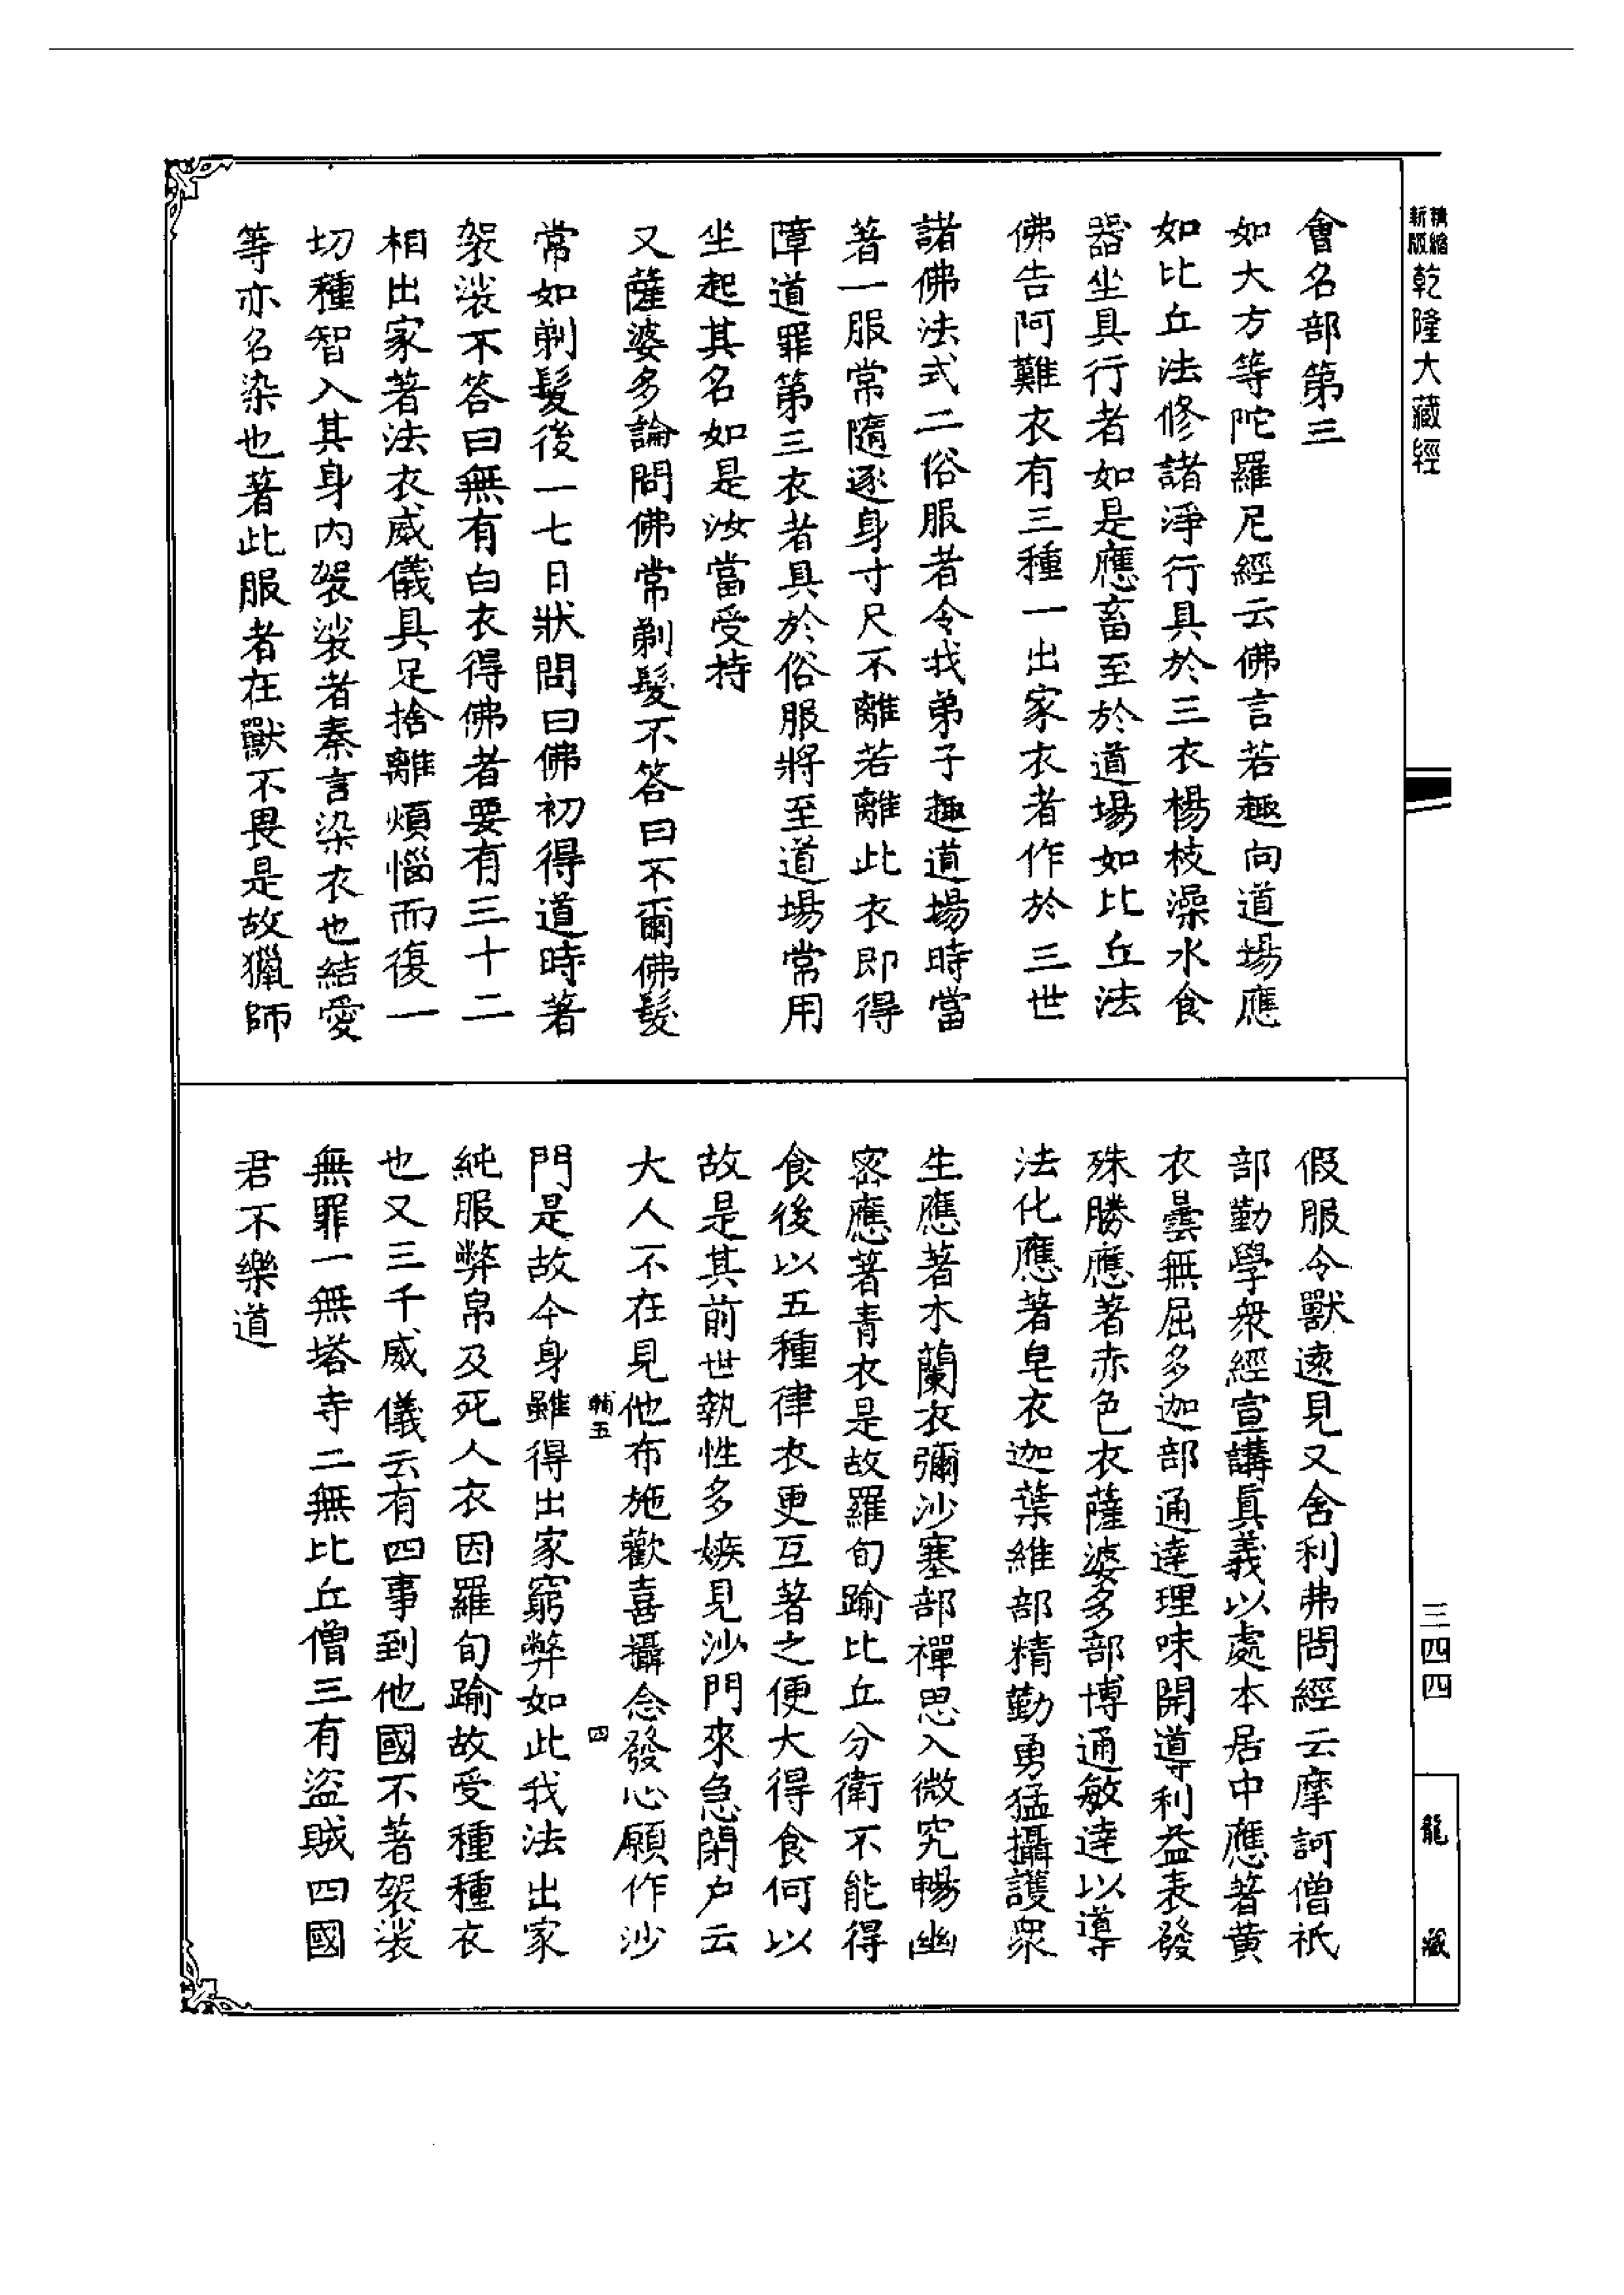 精縮新版乾隆大藏經
會名部第三
如大方等陀羅尼經云佛言若趣向道場應
如比丘法修諸淨行具於三衣楊枝澡水食
器坐具行者如是應畜至於道場如比丘法
佛告阿難衣有三種一出家衣者作於三世
諸佛法式二俗服者令我弟子趣道場時當
著一服常隨逐身寸尺不離若離此衣即得
障道罪第三衣者具於俗服將至道場常用
坐起其名如是汝當受持
又薩婆多論問佛常剃髮不答曰不爾佛髮
常如剃髮後一七日狀問曰佛初得道時著
袈裟不答曰無有白衣得佛者要有三十二
相出家著法衣威儀具足捨離煩惱而復一
切種智入其身内袈裟者秦言染衣也結愛
等亦名染也著此服者在獸不畏是故獵師
假服令獸遠見又舍利弗問經云摩訶僧祇
部勤學衆經宣講眞義以處本居中應著黃
衣曇無屈多迦部通達理味開導利益表發
殊勝應著赤色衣薩婆多部博通敏達以導
法化應著皁衣迦葉維部精勤勇猛攝護衆
生應著木蘭衣彌沙塞部禪思入微究暢幽
密應著青衣是故羅旬踰比丘分衛不能得
食後以五種律衣更互著之便大得食何以
故是其前世執性多嫉見沙門來急閉户云
大人不在見他布施歡喜攝念發心願作沙
輔五
四
門是故今身雖得出家窮弊如此我法出家
純服弊帛及死人衣因羅旬踰故受種種衣
也又三千威儀云有四事到他國不著袈裟
無罪一無塔寺二無比丘僧三有盜賊四國
君不樂道
三四四
龍藏